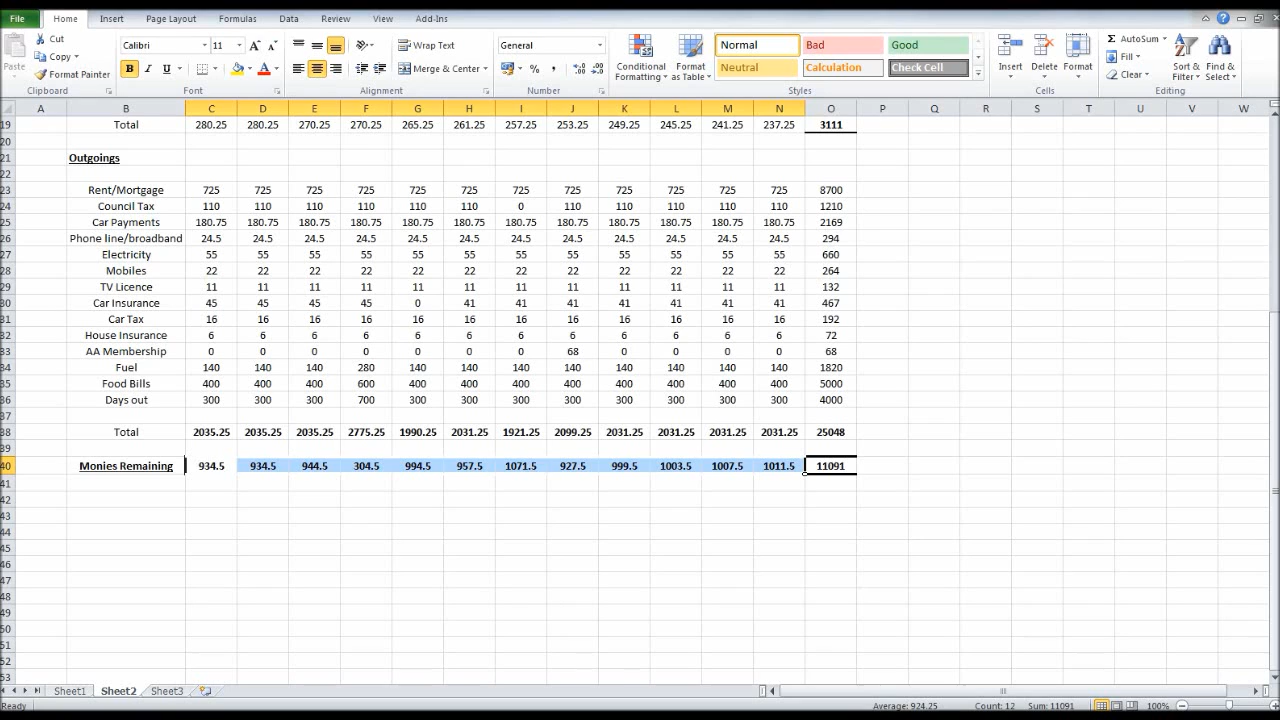 File Home Insert Page Layout Formulas Data Review View Add-Ins
Paste Cut Copy Format Painter Clipboard
Calibri 11 B I U Font
Wrap Text Merge & Center Alignment
General % , Number
Conditional Formatting Format as Table Normal Bad Good Neutral Calculation Check Cell Styles
Insert Delete Format Cells
AutoSum Fill Clear Sort & Filter Find & Select Editing
A B C D E F G H I J K L M N O P Q R S T U V W
19 Total 280.25 280.25 270.25 270.25 265.25 261.25 257.25 253.25 249.25 245.25 241.25 237.25 3111
20
21 Outgoings
22
23 Rent/Mortgage 725 725 725 725 725 725 725 725 725 725 725 725 8700
24 Council Tax 110 110 110 110 110 110 0 110 110 110 110 110 1210
25 Car Payments 180.75 180.75 180.75 180.75 180.75 180.75 180.75 180.75 180.75 180.75 180.75 180.75 2169
26 Phone line/broadband 24.5 24.5 24.5 24.5 24.5 24.5 24.5 24.5 24.5 24.5 24.5 24.5 294
27 Electricity 55 55 55 55 55 55 55 55 55 55 55 55 660
28 Mobiles 22 22 22 22 22 22 22 22 22 22 22 22 264
29 TV Licence 11 11 11 11 11 11 11 11 11 11 11 11 132
30 Car Insurance 45 45 45 45 0 41 41 41 41 41 41 41 467
31 Car Tax 16 16 16 16 16 16 16 16 16 16 16 16 192
32 House Insurance 6 6 6 6 6 6 6 6 6 6 6 6 72
33 AA Membership 0 0 0 0 0 0 0 68 0 0 0 0 68
34 Fuel 140 140 140 280 140 140 140 140 140 140 140 140 1820
35 Food Bills 400 400 400 600 400 400 400 400 400 400 400 400 5000
36 Days out 300 300 300 700 300 300 300 300 300 300 300 300 4000
37
38 Total 2035.25 2035.25 2035.25 2775.25 1990.25 2031.25 1921.25 2099.25 2031.25 2031.25 2031.25 2031.25 25048
39
40 Monies Remaining 934.5 934.5 944.5 304.5 994.5 957.5 1071.5 927.5 999.5 1003.5 1007.5 1011.5 11091
41
42
43
44
45
46
47
48
49
50
51
52
53
Sheet1 Sheet2 Sheet3
Ready Average: 924.25 Count: 12 Sum: 11091 100%